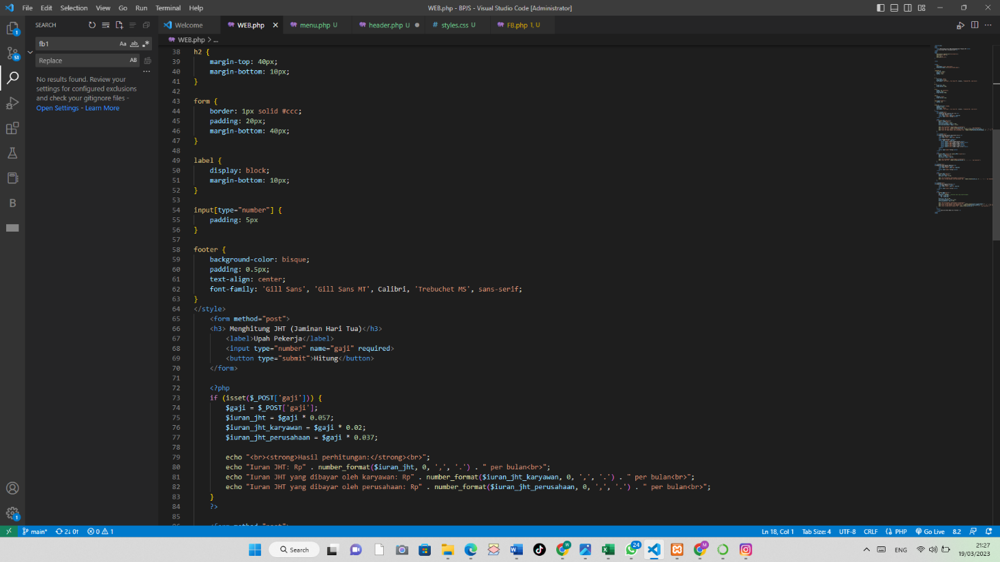 File Edit Selection View Go Run Terminal Help
WEB.php - BPJS - Visual Studio Code [Administrator]
SEARCH
Welcome
WEB.php
menu.php U
header.php U
styles.css U
FB.php 1, U
WEB.php > ...
fb1
Aa ab .*
Replace
AB
No results found. Review your
settings for configured exclusions
and check your gitignore files -
Open Settings - Learn More
1
51
B
1
38 h2 {
39 margin-top: 40px;
40 margin-bottom: 10px;
41 }
42
43 form {
44 border: 1px solid #ccc;
45 padding: 20px;
46 margin-bottom: 40px;
47 }
48
49 label {
50 display: block;
51 margin-bottom: 10px;
52 }
53
54 input[type="number"] {
55 padding: 5px
56 }
57
58 footer {
59 background-color: bisque;
60 padding: 0.5px;
61 text-align: center;
62 font-family: 'Gill Sans', 'Gill Sans MT', Calibri, 'Trebuchet MS', sans-serif;
63 }
64 </style>
65 <form method="post">
66 <h3> Menghitung JHT (Jaminan Hari Tua)</h3>
67 <label>Upah Pekerja</label>
68 <input type="number" name="gaji" required>
69 <button type="submit">Hitung</button>
70 </form>
71
72 <?php
73 if (isset($_POST['gaji'])) {
74 $gaji = $_POST['gaji'];
75 $iuran_jht = $gaji * 0.057;
76 $iuran_jht_karyawan = $gaji * 0.02;
77 $iuran_jht_perusahaan = $gaji * 0.037;
78
79 echo "<br><strong>Hasil perhitungan:</strong><br>";
80 echo "Iuran JHT: Rp" . number_format($iuran_jht, 0, ',', '.') . " per bulan<br>";
81 echo "Iuran JHT yang dibayar oleh karyawan: Rp" . number_format($iuran_jht_karyawan, 0, ',', '.') . " per bulan<br>";
82 echo "Iuran JHT yang dibayar oleh perusahaan: Rp" . number_format($iuran_jht_perusahaan, 0, ',', '.') . " per bulan<br>";
83 }
84 ?>
85
main* 2↓ 0↑ 0 1
Ln 18, Col 1 Tab Size: 4 UTF-8 CRLF PHP Go Live 8.2
Search
24
ENG
21:27
19/03/2023